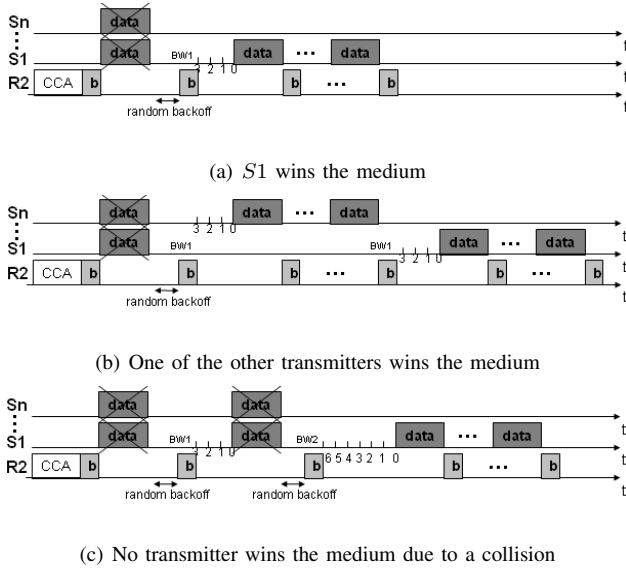 Sn data t
S1 data BW1 3 2 1 0 data ... data t
R2 CCA b b b ... b t
random backoff
(a) S1 wins the medium
Sn data 3 2 1 0 data ... data t
S1 data BW1 BW1 3 2 1 0 data ... data t
R2 CCA b b b ... b b ... b t
random backoff
(b) One of the other transmitters wins the medium
Sn data data t
S1 data BW1 3 2 1 0 data BW2 6 5 4 3 2 1 0 data ... data t
R2 CCA b b b b ... b t
random backoff random backoff
(c) No transmitter wins the medium due to a collision